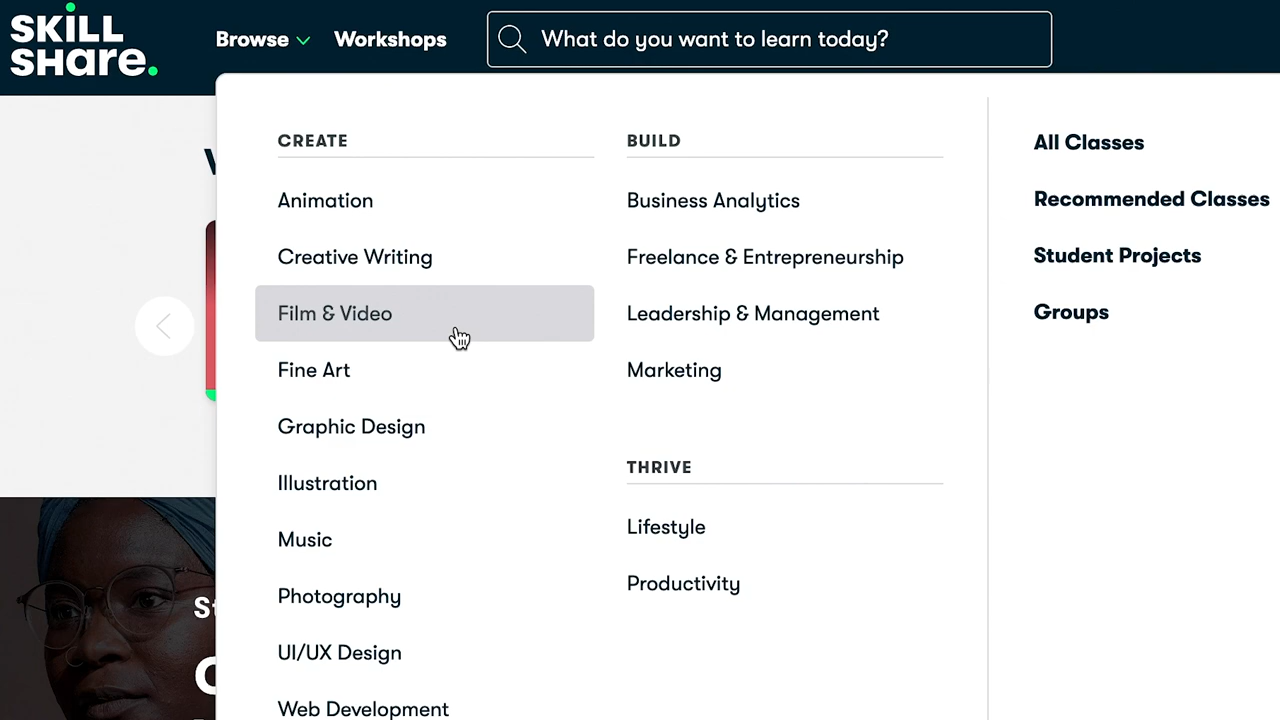 SKILL
SHare.
Browse
Workshops
What do you want to learn today?
CREATE
Animation
Creative Writing
Film & Video
Fine Art
Graphic Design
Illustration
Music
Photography
UI/UX Design
Web Development
BUILD
Business Analytics
Freelance & Entrepreneurship
Leadership & Management
Marketing
THRIVE
Lifestyle
Productivity
All Classes
Recommended Classes
Student Projects
Groups